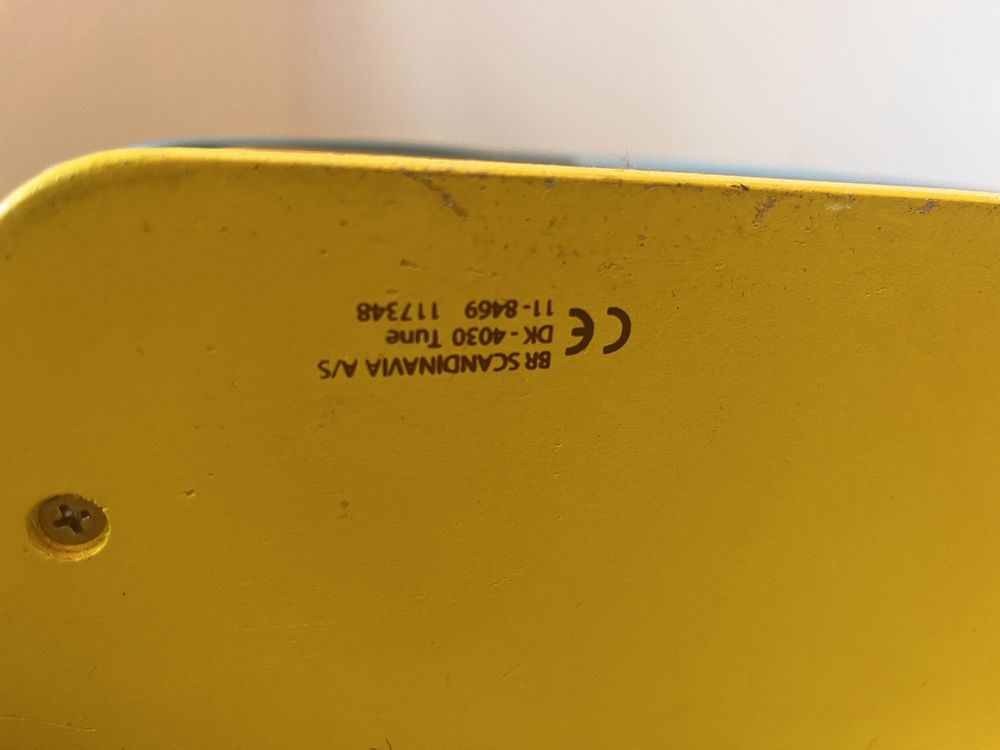 BR SCANDINAVIA A/S
CE DK - 4030 Tune
11-8469 117348